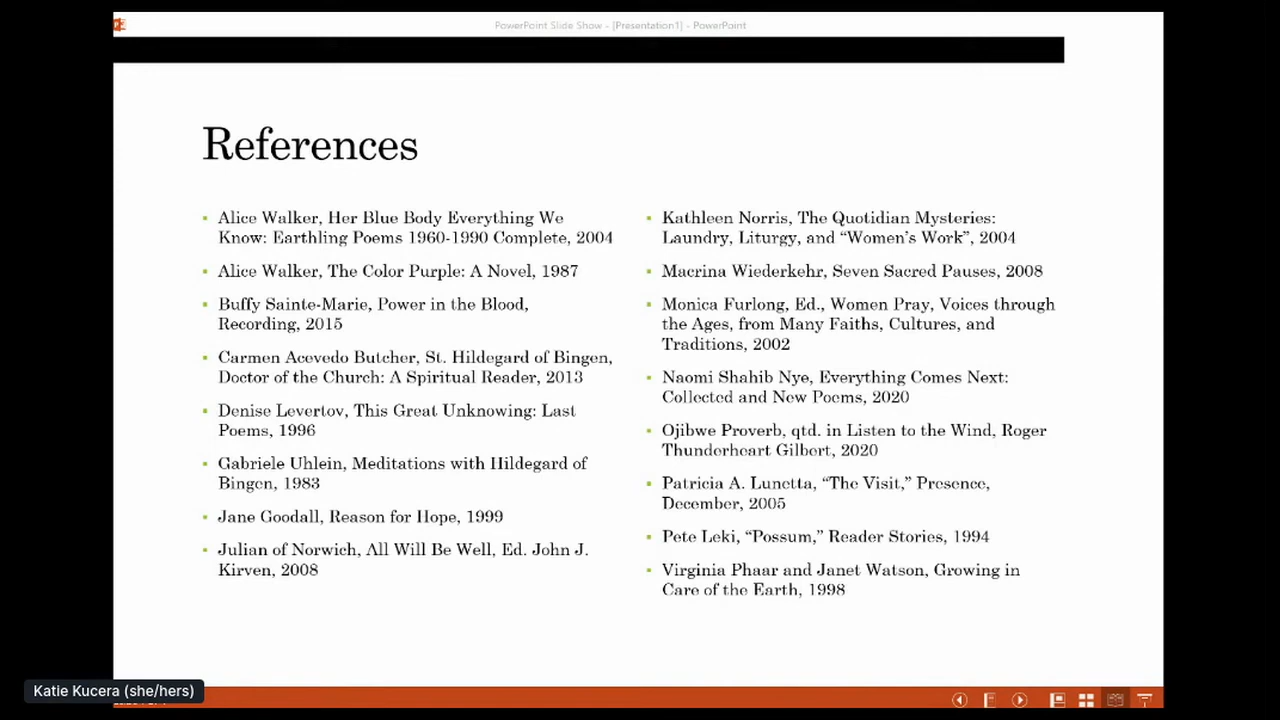 PowerPoint Slide Show - [Presentation1] - PowerPoint
References
Alice Walker, Her Blue Body Everything We
Know: Earthling Poems 1960-1990 Complete, 2004
Alice Walker, The Color Purple: A Novel, 1987
Buffy Sainte-Marie, Power in the Blood,
Recording, 2015
Carmen Acevedo Butcher, St. Hildegard of Bingen,
Doctor of the Church: A Spiritual Reader, 2013
Denise Levertov, This Great Unknowing: Last
Poems, 1996
Gabriele Uhlein, Meditations with Hildegard of
Bingen, 1983
Jane Goodall, Reason for Hope, 1999
Julian of Norwich, All Will Be Well, Ed. John J.
Kirven, 2008
Kathleen Norris, The Quotidian Mysteries:
Laundry, Liturgy, and “Women’s Work”, 2004
Macrina Wiederkehr, Seven Sacred Pauses, 2008
Monica Furlong, Ed., Women Pray, Voices through
the Ages, from Many Faiths, Cultures, and
Traditions, 2002
Naomi Shahib Nye, Everything Comes Next:
Collected and New Poems, 2020
Ojibwe Proverb, qtd. in Listen to the Wind, Roger
Thunderheart Gilbert, 2020
Patricia A. Lunetta, “The Visit,” Presence,
December, 2005
Pete Leki, “Possum,” Reader Stories, 1994
Virginia Phaar and Janet Watson, Growing in
Care of the Earth, 1998
Katie Kucera (she/hers)